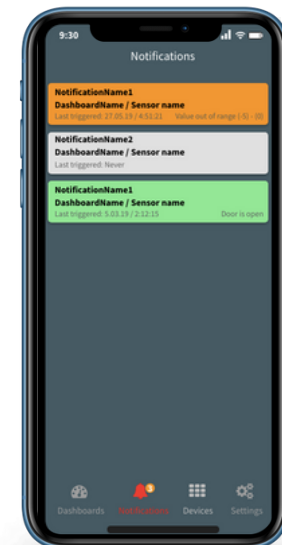 9:30
Notifications
NotificationName1
DashboardName / Sensor name
Last triggered: 27.05.19 / 4:51:21 Value out of range (-5) - (0)
NotificationName2
DashboardName / Sensor name
Last triggered: Never
NotificationName1
DashboardName / Sensor name
Last triggered: 5.03.19 / 2:12:15 Door is open
3
Dashboards Notifications Devices Settings